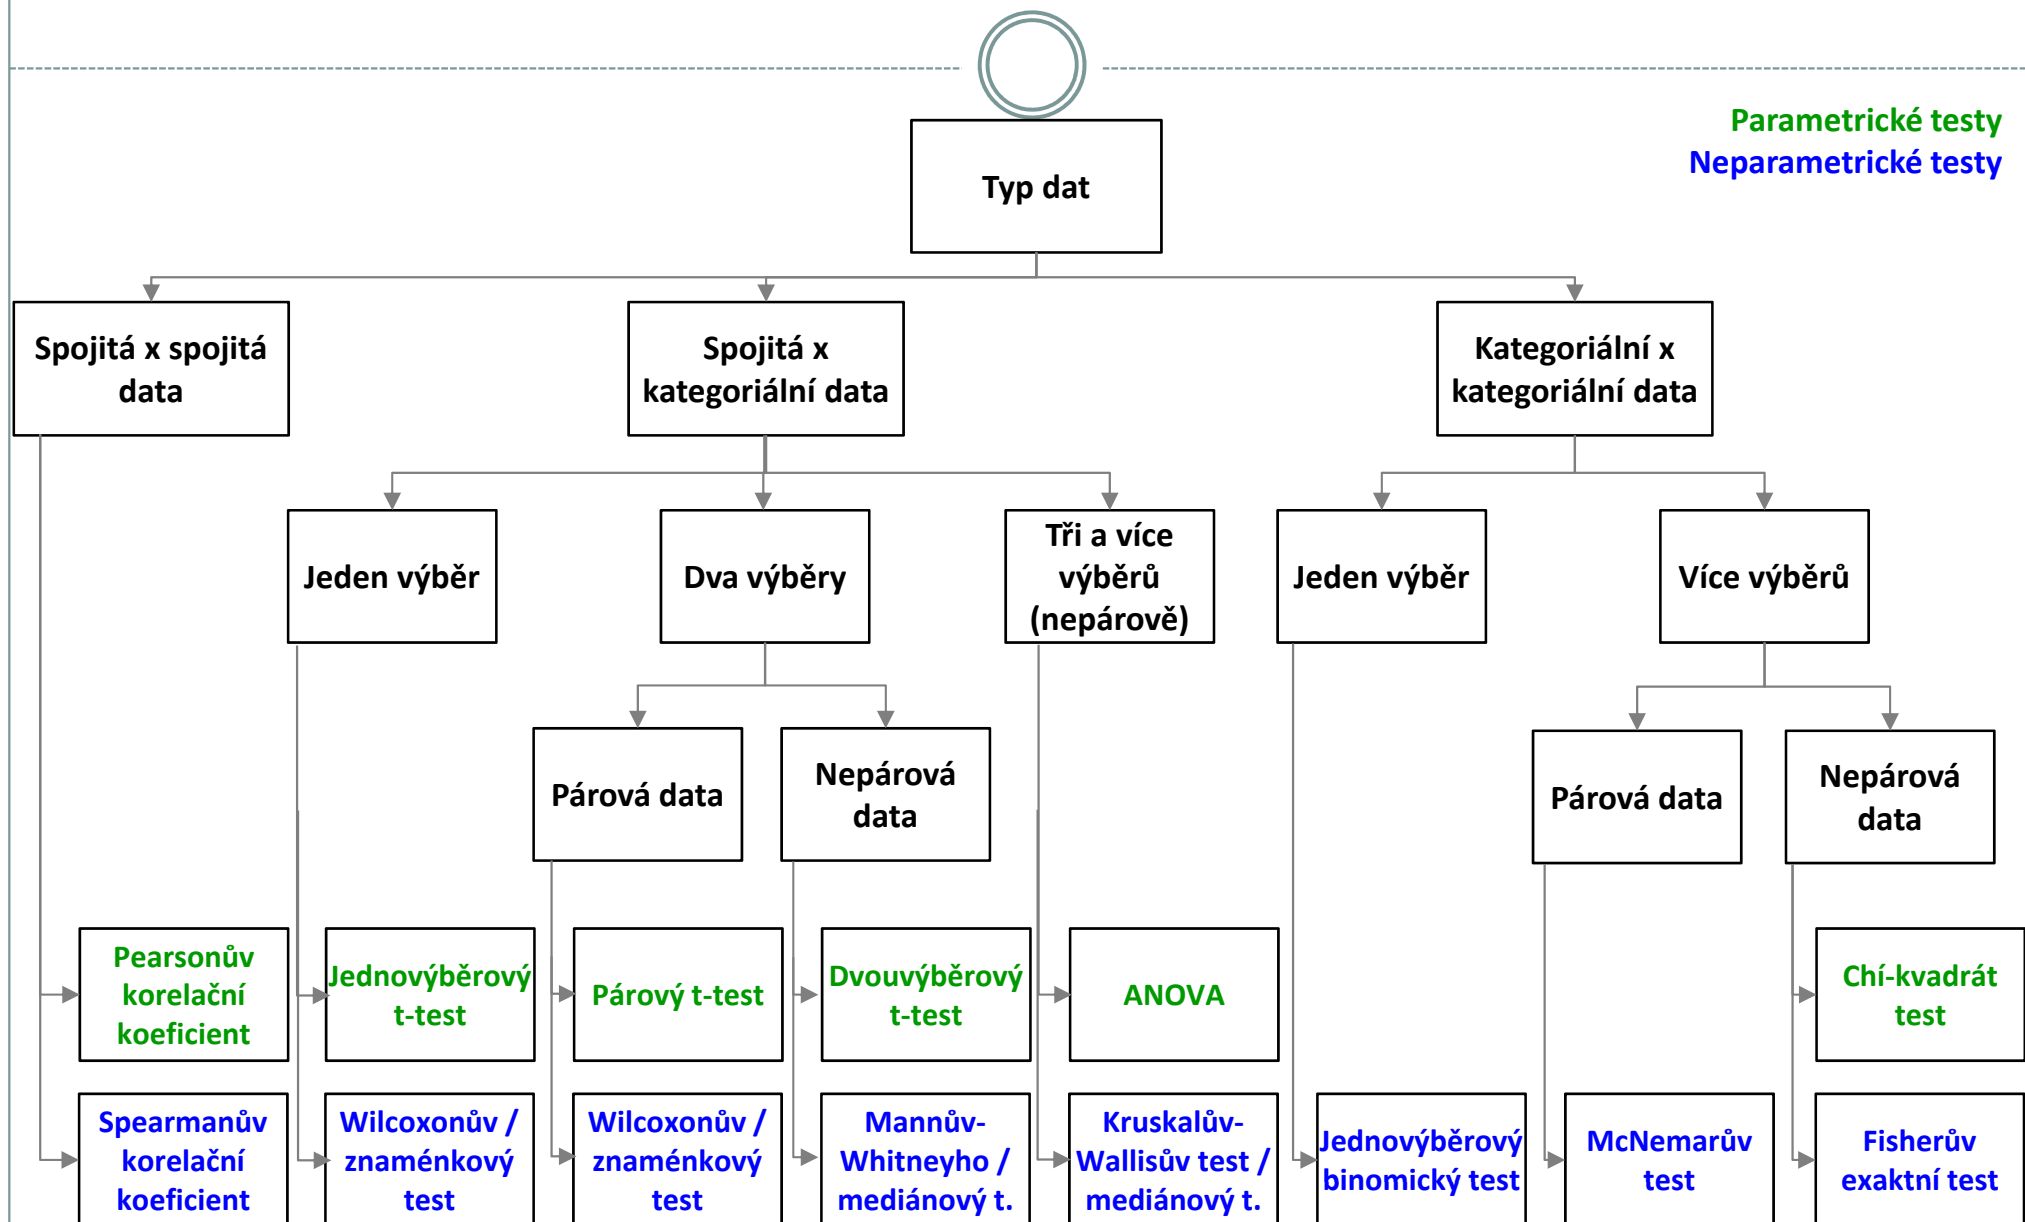 Parametrické testy
Neparametrické testy
Typ dat
Spojitá x spojitá
data
Spojitá x
kategoriální data
Kategoriální x
kategoriální data
Jeden výběr
Dva výběry
Tři a více
výběrů
(nepárově)
Jeden výběr
Více výběrů
Párová data
Nepárová
data
Párová data
Nepárová
data
Pearsonův
korelační
koeficient
Jednovýběrový
t-test
Párový t-test
Dvouvýběrový
t-test
ANOVA
Chí-kvadrát
test
Spearmanův
korelační
koeficient
Wilcoxonův /
znaménkový
test
Wilcoxonův /
znaménkový
test
Mannův-
Whitneyho /
mediánový t.
Kruskalův-
Wallisův test /
mediánový t.
Jednovýběrový
binomický test
McNemarův
test
Fisherův
exaktní test